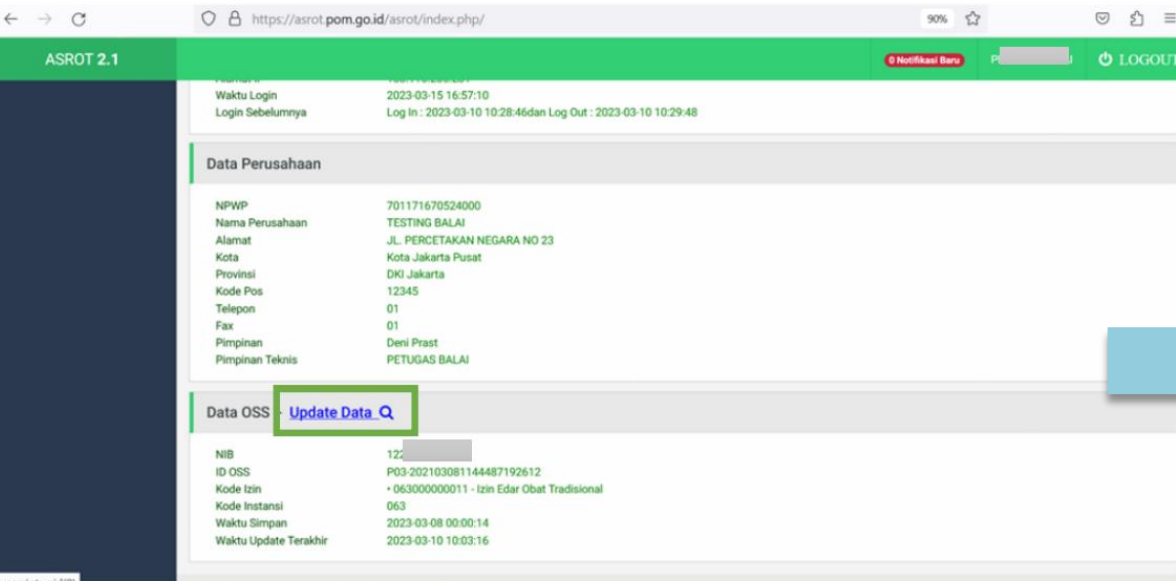 https://asrot.pom.go.id/asrot/index.php/
90%
ASROT 2.1
0 Notifikasi Baru
P
LOGOUT
Waktu Login 2023-03-15 16:57:10
Login Sebelumnya Log In : 2023-03-10 10:28:46dan Log Out : 2023-03-10 10:29:48
Data Perusahaan
NPWP 701171670524000
Nama Perusahaan TESTING BALAI
Alamat JL. PERCETAKAN NEGARA NO 23
Kota Kota Jakarta Pusat
Provinsi DKI Jakarta
Kode Pos 12345
Telepon 01
Fax 01
Pimpinan Deni Prast
Pimpinan Teknis PETUGAS BALAI
Data OSS - Update Data
NIB 122
ID OSS P03-202103081144487192612
Kode Izin • 063000000011 - Izin Edar Obat Tradisional
Kode Instansi 063
Waktu Simpan 2023-03-08 00:00:14
Waktu Update Terakhir 2023-03-10 10:03:16